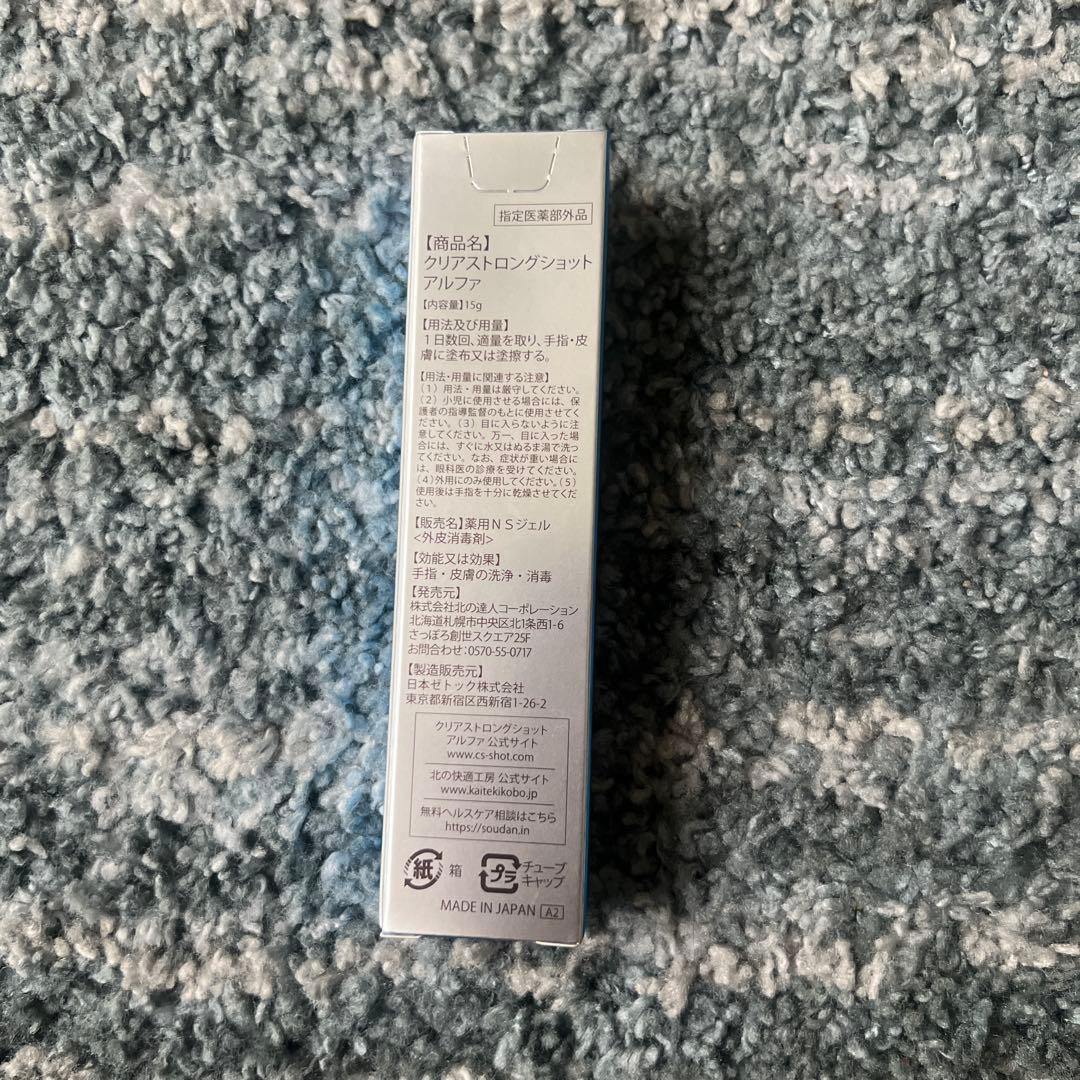 指定医薬部外品
【商品名】
クリアストロングショット
アルファ
【内容量】15g
【用法及び用量】
1日数回、適量を取り、手指・皮
膚に塗布又は塗擦する。
【用法・用量に関連する注意】
(1)用法・用量は厳守してください。
(2)小児に使用させる場合には、保
護者の指導監督のもとに使用させてく
ださい。(3)目に入らないように注
意してください。万一、目に入った場
合には、すぐに水又はぬるま湯で洗っ
てください。なお、症状が重い場合に
は、眼科医の診療を受けてください。
(4)外用にのみ使用してください。(5)
使用後は手指を十分に乾燥させてくだ
さい。
【販売名】薬用NSジェル
<外皮消毒剤>
【効能又は効果】
手指・皮膚の洗浄・消毒
【発売元】
株式会社北の達人コーポレーション
北海道札幌市中央区北1条西1-6
さっぽろ創世スクエア25F
お問合わせ:0570-55-0717
【製造販売元】
日本ゼトック株式会社
東京都新宿区西新宿1-26-2
クリアストロングショット
アルファ 公式サイト
www.cs-shot.com
北の快適工房 公式サイト
www.kaitekikobo.jp
無料ヘルスケア相談はこちら
https://soudan.in
紙 箱
プラ チューブ
キャップ
MADE IN JAPAN A2